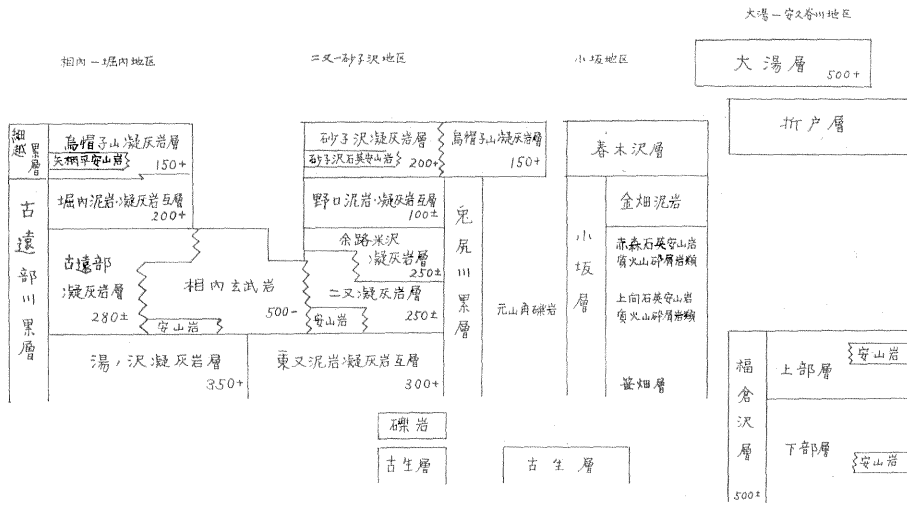 大湯ー安久谷川地区
相内ー堀内地区
二又ー砂子沢地区
小坂地区
大湯層
500+
折戸層
細越累層
烏帽子山凝灰岩層
矢柄平安山岩
150+
砂子沢凝灰岩層
砂子沢石英安山岩
200+
烏帽子山凝灰岩層
150+
春木沢層
古遠部川累層
堀内泥岩・凝灰岩互層
200+
野口泥岩・凝灰岩互層
100±
兎尻川累層
小坂層
金畑泥岩
古遠部
凝灰岩層
280±
相内玄武岩
500-
安山岩
余路米沢
凝灰岩層
250±
二又凝灰岩層
250±
安山岩
元山角礫岩
赤森石英安山岩
噴火山砕屑岩類
上向石英安山岩
噴火山砕屑岩類
笹畑層
湯ノ沢凝灰岩層
350+
東又泥岩凝灰岩互層
300+
福倉沢層
500±
上部層
安山岩
下部層
安山岩
礫岩
古生層
古生層